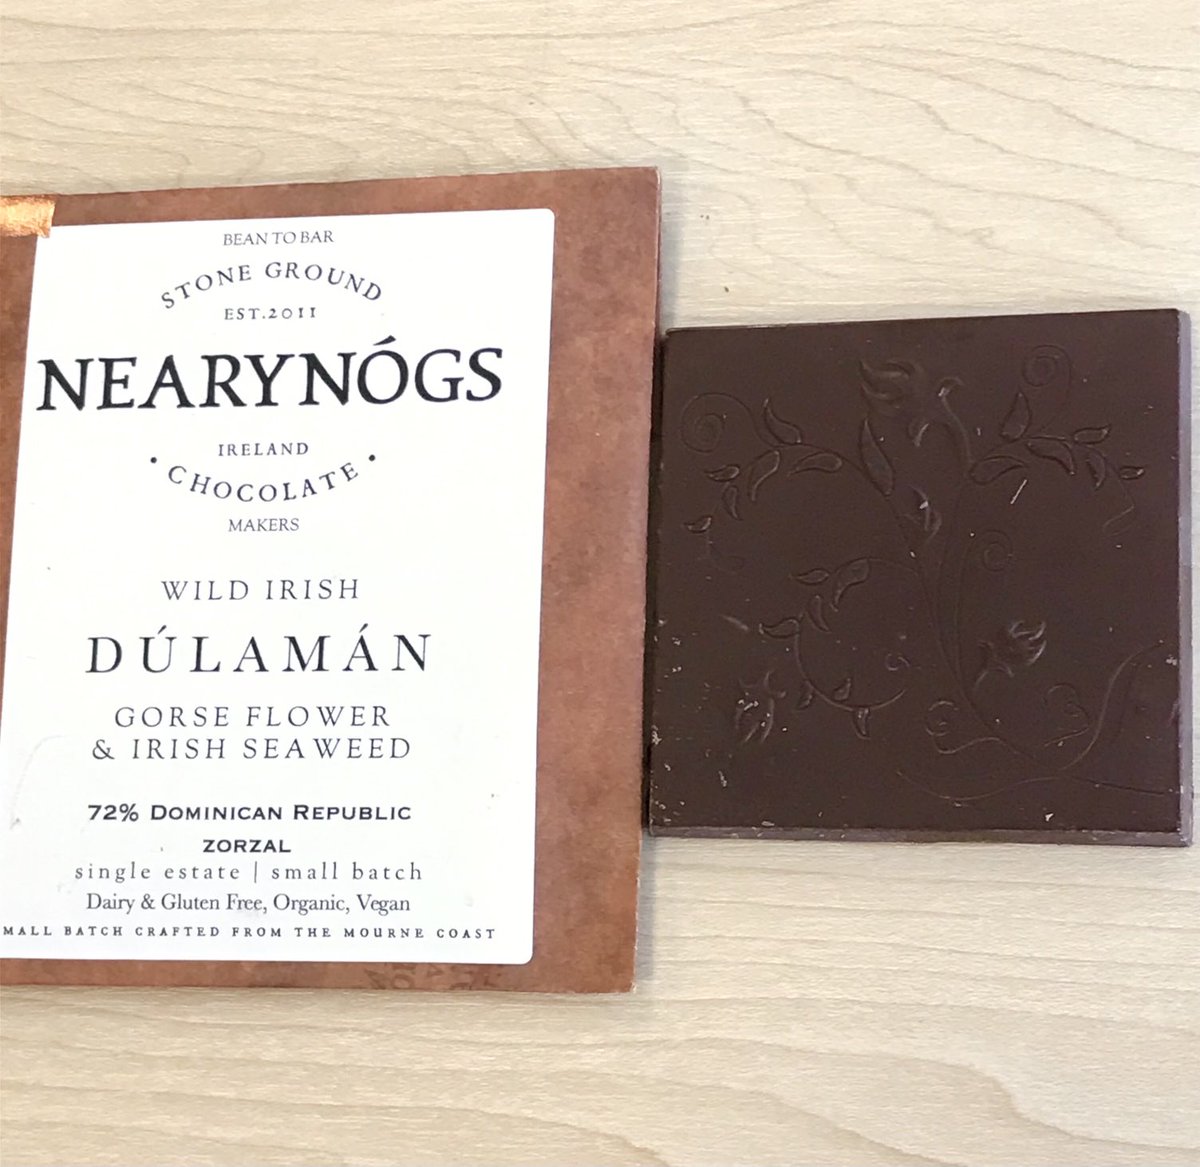 BEAN TO BAR
STONE GROUND
EST.2011
NEARYNÓGS
IRELAND
• CHOCOLATE •
MAKERS
WILD IRISH
DÚLAMÁN
GORSE FLOWER
& IRISH SEAWEED
72% DOMINICAN REPUBLIC
ZORZAL
single estate | small batch
Dairy & Gluten Free, Organic, Vegan
MALL BATCH CRAFTED FROM THE MOURNE COAST